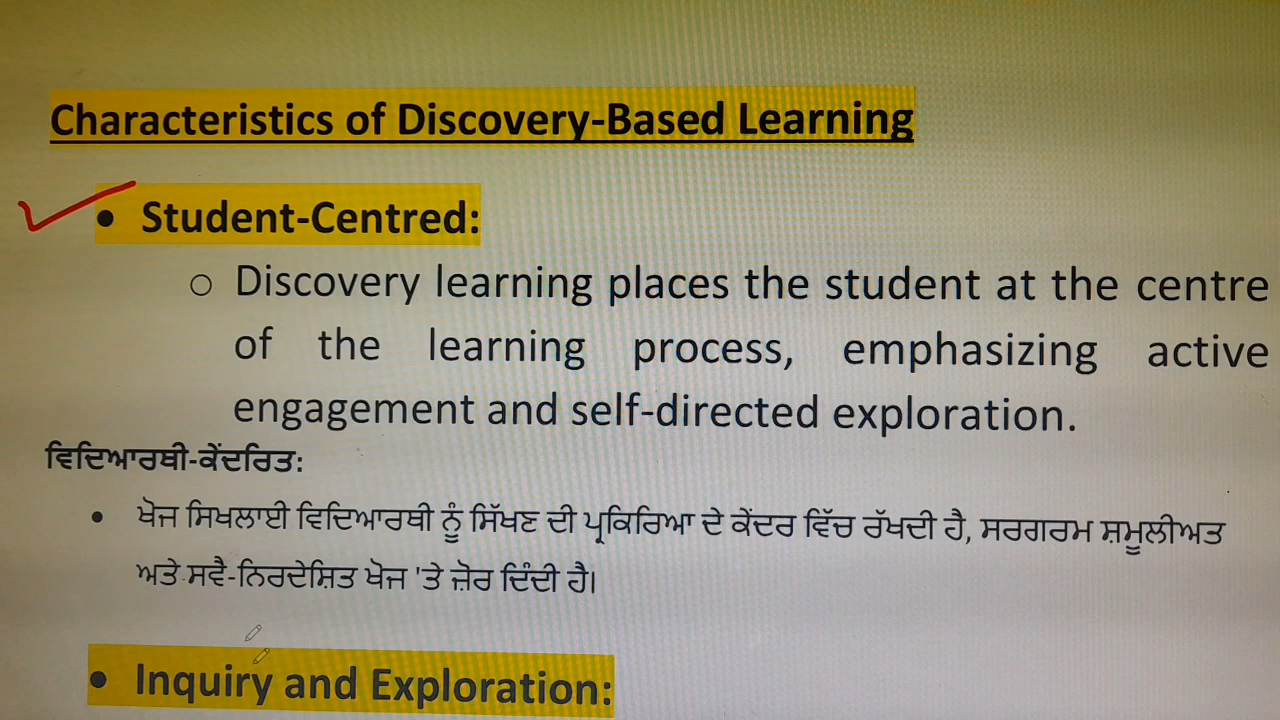 Characteristics of Discovery-Based Learning
• Student-Centred:
○ Discovery learning places the student at the centre
of the learning process, emphasizing active
engagement and self-directed exploration.
ਵਿਦਿਆਰਥੀ-ਕੇਂਦਰਿਤ:
• ਖੋਜ ਸਿਖਲਾਈ ਵਿਦਿਆਰਥੀ ਨੂੰ ਸਿੱਖਣ ਦੀ ਪ੍ਰਕਿਰਿਆ ਦੇ ਕੇਂਦਰ ਵਿੱਚ ਰੱਖਦੀ ਹੈ, ਸਰਗਰਮ ਸ਼ਮੂਲੀਅਤ
ਅਤੇ ਸਵੈ-ਨਿਰਦੇਸ਼ਿਤ ਖੋਜ 'ਤੇ ਜ਼ੋਰ ਦਿੰਦੀ ਹੈ।
• Inquiry and Exploration: